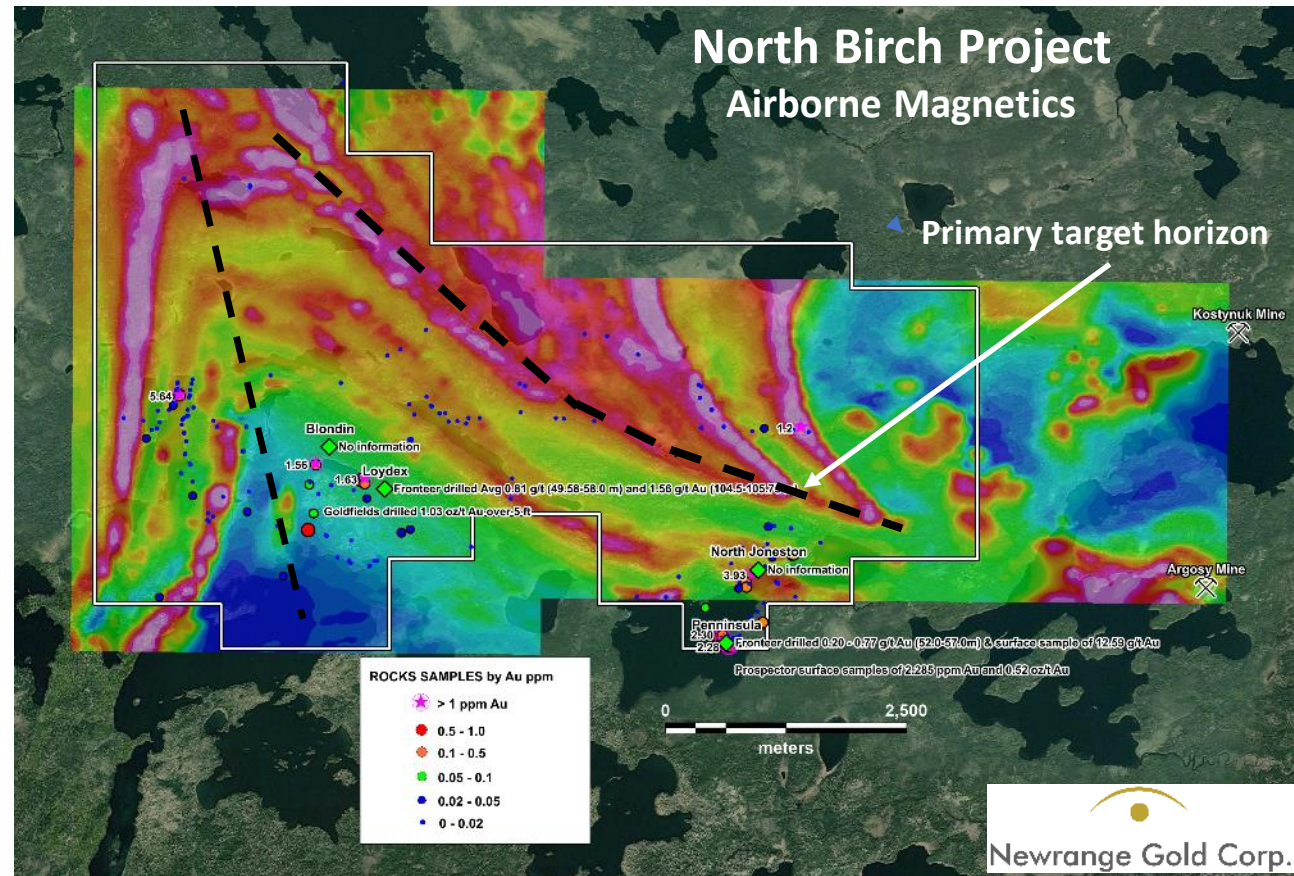 North Birch Project
Airborne Magnetics
Primary target horizon
Kostynuk Mine
5.64
1.2
Blondin
No information
1.56
1.63
Loydex
Fronteer drilled Avg 0.61 g/t (49.58-58.0 m) and 1.56 g/t Au (104.5-105.75
Goldfields drilled 1.03 oz/t Au over 5 ft
North Joneston
No information
3.93
Argosy Mine
Penninsula
2.30
2.28
Fronteer drilled 0.20 - 0.77 g/t Au (52.0-57.0m) & surface sample of 12.59 g/t Au
Prospector surface samples of 2.285 ppm Au and 0.52 oz/t Au
ROCKS SAMPLES by Au ppm
> 1 ppm Au
0.5 - 1.0
0.1 - 0.5
0.05 - 0.1
0.02 - 0.05
0 - 0.02
0 2,500
meters
Newrange Gold Corp.